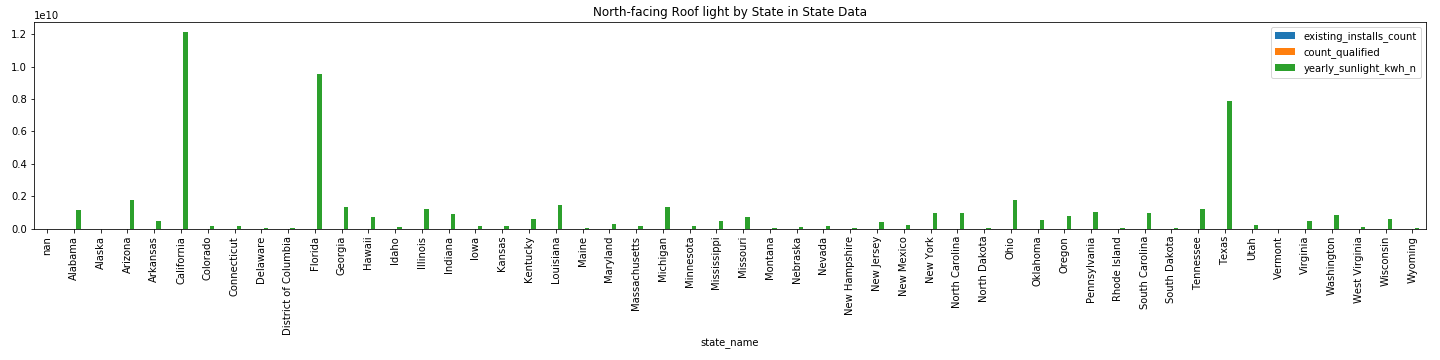 North-facing Roof light by State in State Data
1e10
existing_installs_count
count_qualified
yearly_sunlight_kwh_n
1.2
1.0
0.8
0.6
0.4
0.2
0.0
nan
Alabama
Alaska
Arizona
Arkansas
California
Colorado
Connecticut
Delaware
District of Columbia
Florida
Georgia
Hawaii
Idaho
Illinois
Indiana
Iowa
Kansas
Kentucky
Louisiana
Maine
Maryland
Massachusetts
Michigan
Minnesota
Mississippi
Missouri
Montana
Nebraska
Nevada
New Hampshire
New Jersey
New Mexico
New York
North Carolina
North Dakota
Ohio
Oklahoma
Oregon
Pennsylvania
Rhode Island
South Carolina
South Dakota
Tennessee
Texas
Utah
Vermont
Virginia
Washington
West Virginia
Wisconsin
Wyoming
state_name